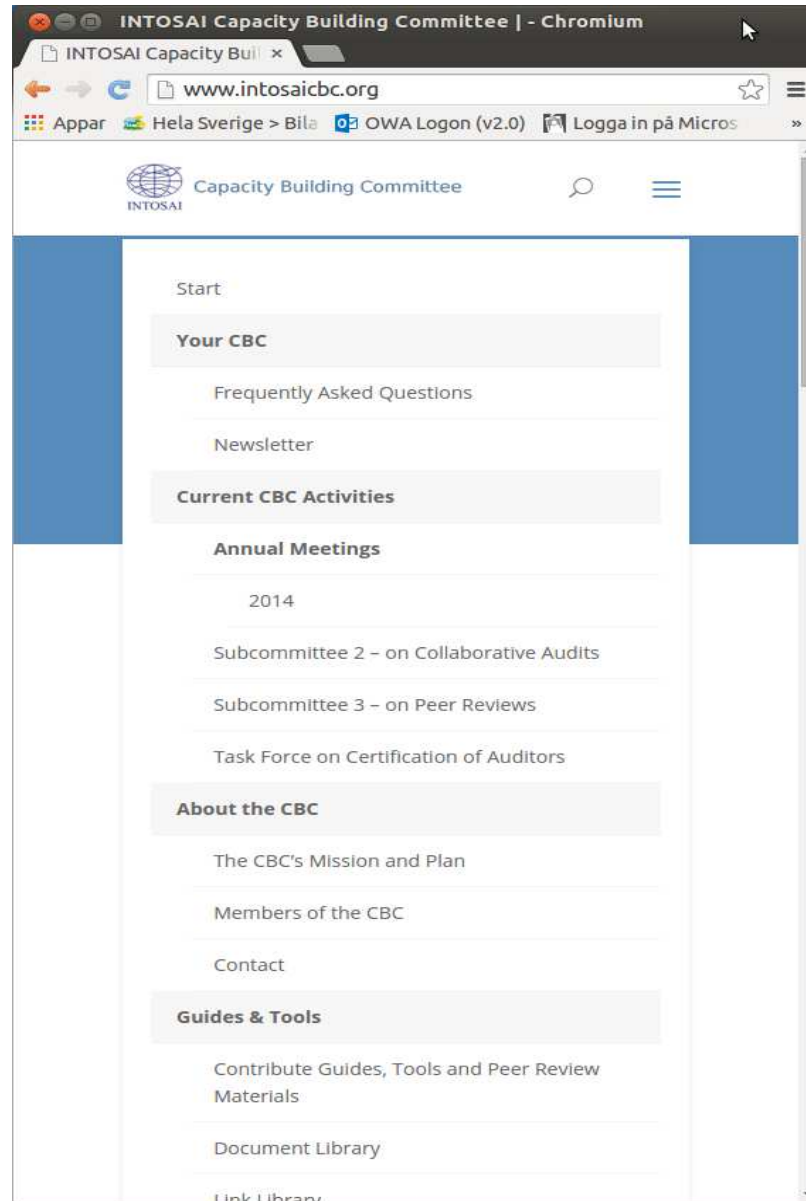 INTOSAI Capacity Building Committee | - Chromium
INTOSAI Capacity Buil
www.intosaicbc.org
Appar Hela Sverige > Bila OWA Logon (v2.0) Logga in på Micros »
INTOSAI Capacity Building Committee
Start
Your CBC
Frequently Asked Questions
Newsletter
Current CBC Activities
Annual Meetings
2014
Subcommittee 2 – on Collaborative Audits
Subcommittee 3 – on Peer Reviews
Task Force on Certification of Auditors
About the CBC
The CBC's Mission and Plan
Members of the CBC
Contact
Guides & Tools
Contribute Guides, Tools and Peer Review
Materials
Document Library
Link Library